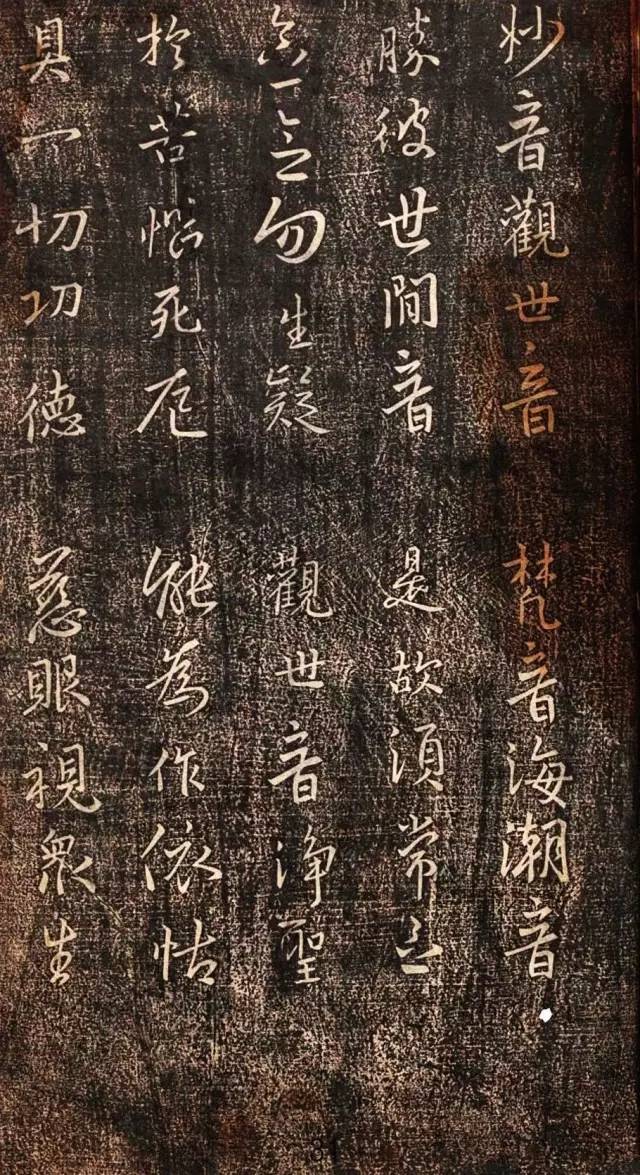 妙音觀世音 梵音海潮音
勝彼世間音 是故須常念
念念勿生疑 觀世音淨聖
於苦惱死厄 能為作依怙
具一切功德 慈眼視眾生